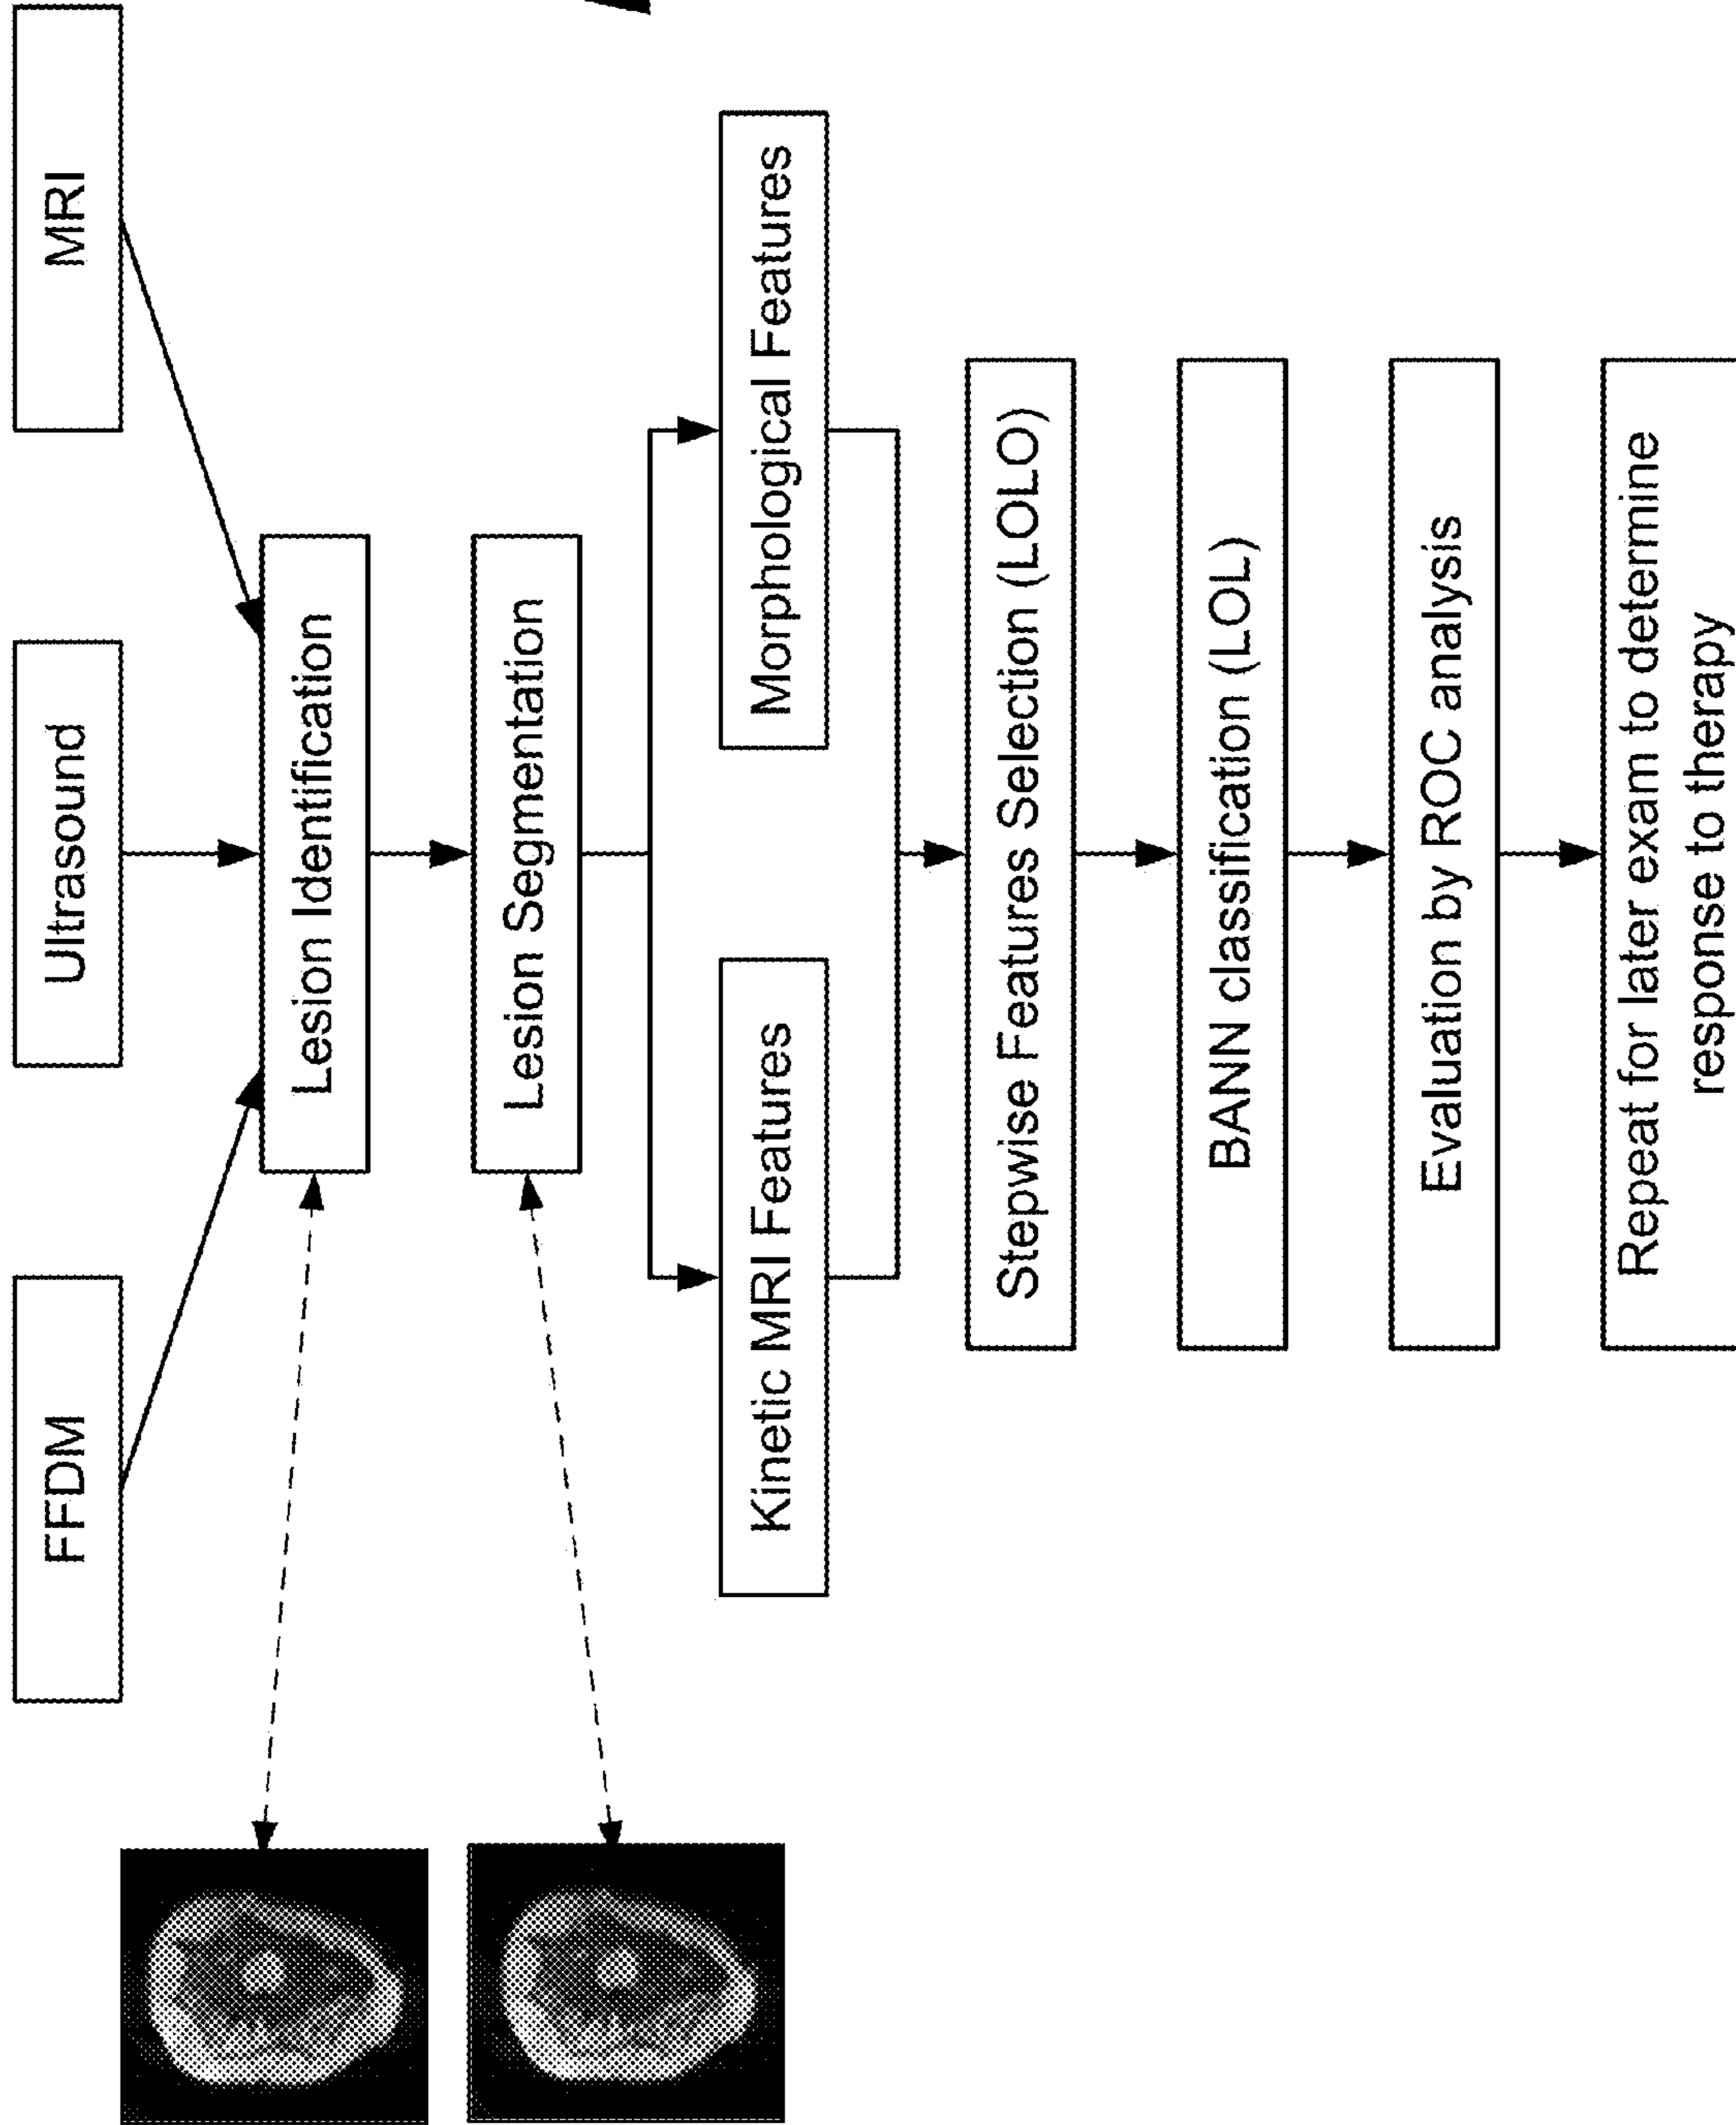 FFDM
Ultrasound
MRI
Lesion Identification
Lesion Segmentation
Kinetic MRI Features
Morphological Features
Stepwise Features Selection (LOLO)
BANN classification (LOL)
Evaluation by ROC analysis
Repeat for later exam to determine
response to therapy